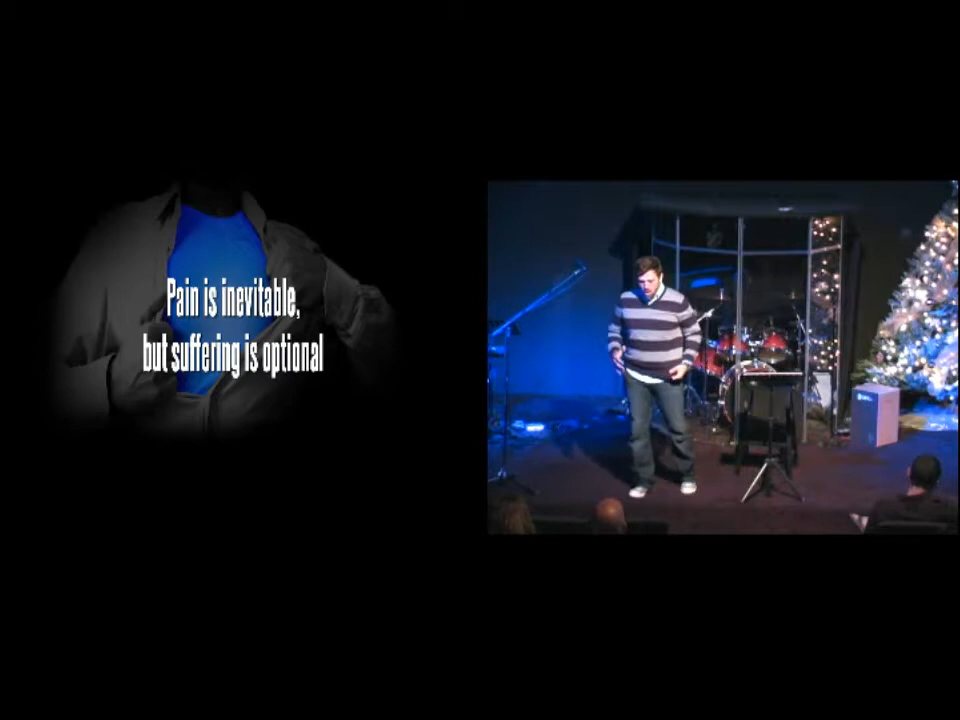 Pain is inevitable,
but suffering is optional